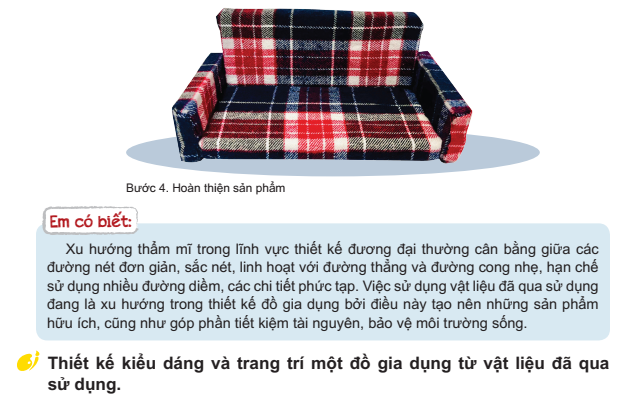 Bước 4. Hoàn thiện sản phẩm
Em có biết:
Xu hướng thẩm mĩ trong lĩnh vực thiết kế đương đại thường cân bằng giữa các
đường nét đơn giản, sắc nét, linh hoạt với đường thẳng và đường cong nhẹ, hạn chế
sử dụng nhiều đường diềm, các chi tiết phức tạp. Việc sử dụng vật liệu đã qua sử dụng
đang là xu hướng trong thiết kế đồ gia dụng bởi điều này tạo nên những sản phẩm
hữu ích, cũng như góp phần tiết kiệm tài nguyên, bảo vệ môi trường sống.
Thiết kế kiểu dáng và trang trí một đồ gia dụng từ vật liệu đã qua
sử dụng.